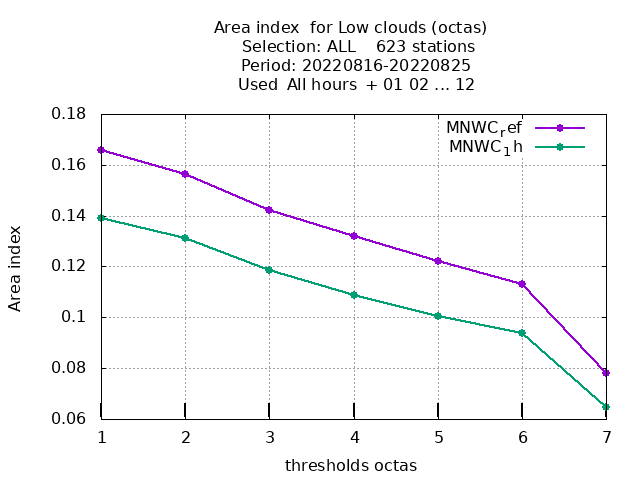 Area index  for Low clouds (octas)
Selection: ALL    623 stations
Period: 20220816-20220825
Used  All hours  + 01 02 ... 12
MNWC_ref
MNWC_1h
0.18
0.16
0.14
0.12
0.1
0.08
0.06
Area index
1 2 3 4 5 6 7
thresholds octas